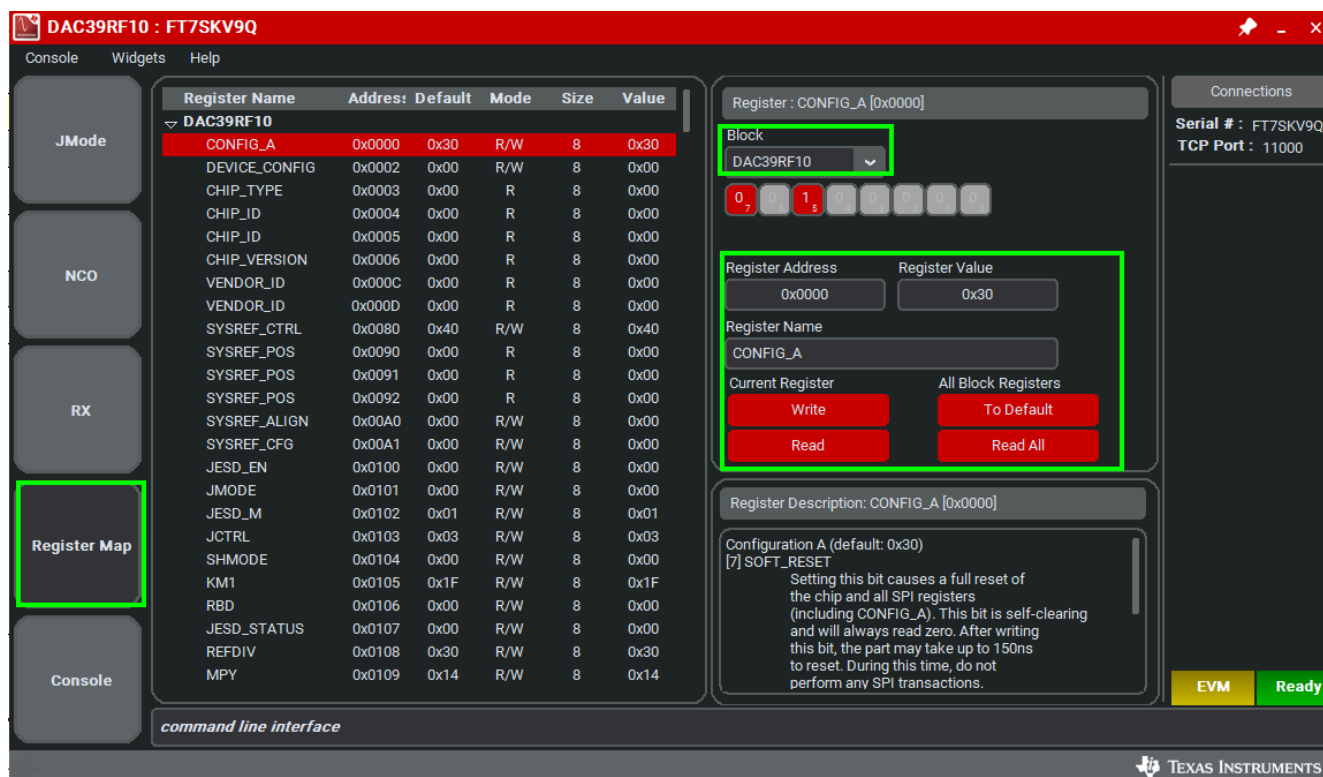 DAC39RF10 : FT7SKV9Q
Console Widgets Help
JMode
NCO
RX
Register Map
Console
Register Name Address Default Mode Size Value
DAC39RF10
CONFIG_A 0x0000 0x30 R/W 8 0x30
DEVICE_CONFIG 0x0002 0x00 R/W 8 0x00
CHIP_TYPE 0x0003 0x00 R 8 0x00
CHIP_ID 0x0004 0x00 R 8 0x00
CHIP_ID 0x0005 0x00 R 8 0x00
CHIP_VERSION 0x0006 0x00 R 8 0x00
VENDOR_ID 0x000C 0x00 R 8 0x00
VENDOR_ID 0x000D 0x00 R 8 0x00
SYSREF_CTRL 0x0080 0x40 R/W 8 0x40
SYSREF_POS 0x0090 0x00 R 8 0x00
SYSREF_POS 0x0091 0x00 R 8 0x00
SYSREF_POS 0x0092 0x00 R 8 0x00
SYSREF_ALIGN 0x00A0 0x00 R/W 8 0x00
SYSREF_CFG 0x00A1 0x00 R/W 8 0x00
JESD_EN 0x0100 0x00 R/W 8 0x00
JMODE 0x0101 0x00 R/W 8 0x00
JESD_M 0x0102 0x01 R/W 8 0x01
JCTRL 0x0103 0x03 R/W 8 0x03
SHMODE 0x0104 0x00 R/W 8 0x00
KM1 0x0105 0x1F R/W 8 0x1F
RBD 0x0106 0x00 R/W 8 0x00
JESD_STATUS 0x0107 0x00 R/W 8 0x00
REFDIV 0x0108 0x30 R/W 8 0x30
MPY 0x0109 0x14 R/W 8 0x14
command line interface
Register : CONFIG_A [0x0000]
Block
DAC39RF10
0 7 1 5
Register Address Register Value
0x0000 0x30
Register Name
CONFIG_A
Current Register All Block Registers
Write To Default
Read Read All
Register Description: CONFIG_A [0x0000]
Configuration A (default: 0x30)
[7] SOFT_RESET
Setting this bit causes a full reset of
the chip and all SPI registers
(including CONFIG_A). This bit is self-clearing
and will always read zero. After writing
this bit, the part may take up to 150ns
to reset. During this time, do not
perform any SPI transactions.
Connections
Serial # : FT7SKV9Q
TCP Port : 11000
EVM Ready
TEXAS INSTRUMENTS